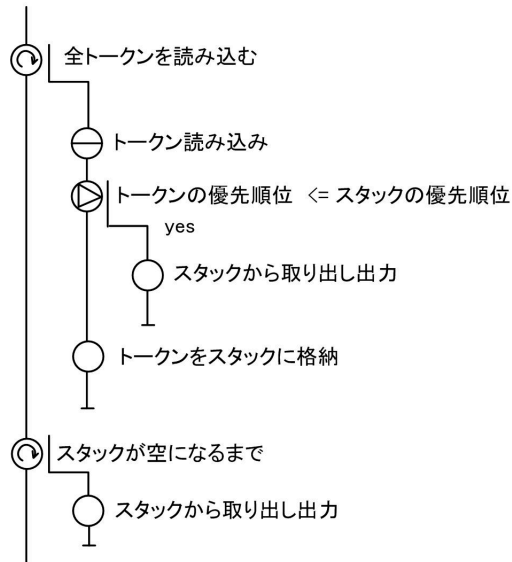 全トークンを読み込む
トークン読み込み
トークンの優先順位 <= スタックの優先順位
yes
スタックから取り出し出力
トークンをスタックに格納
スタックが空になるまで
スタックから取り出し出力